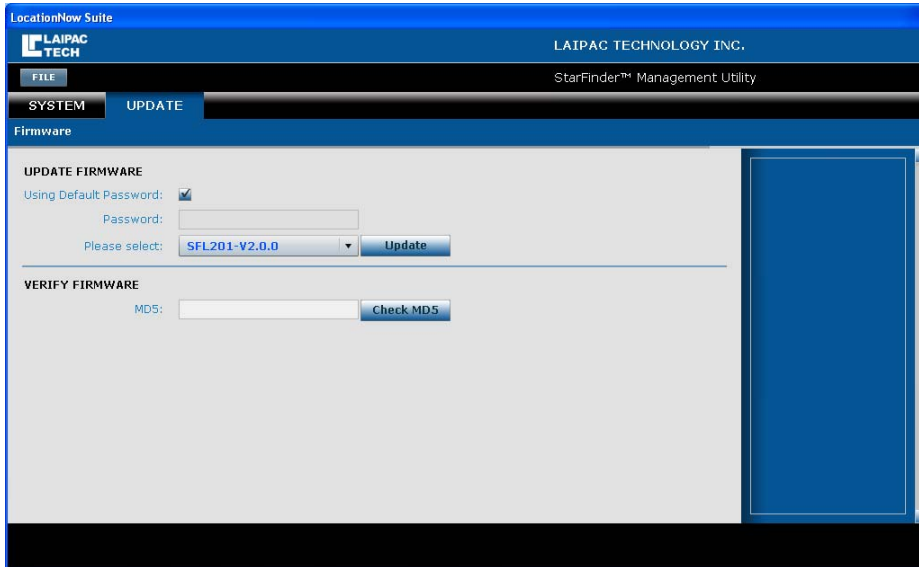 LocationNow Suite
LAIPAC
TECH
LAIPAC TECHNOLOGY INC.
FILE
StarFinder™ Management Utility
SYSTEM UPDATE
Firmware
UPDATE FIRMWARE
Using Default Password:
Password:
Please select: SFL201-V2.0.0 Update
VERIFY FIRMWARE
MD5: Check MD5